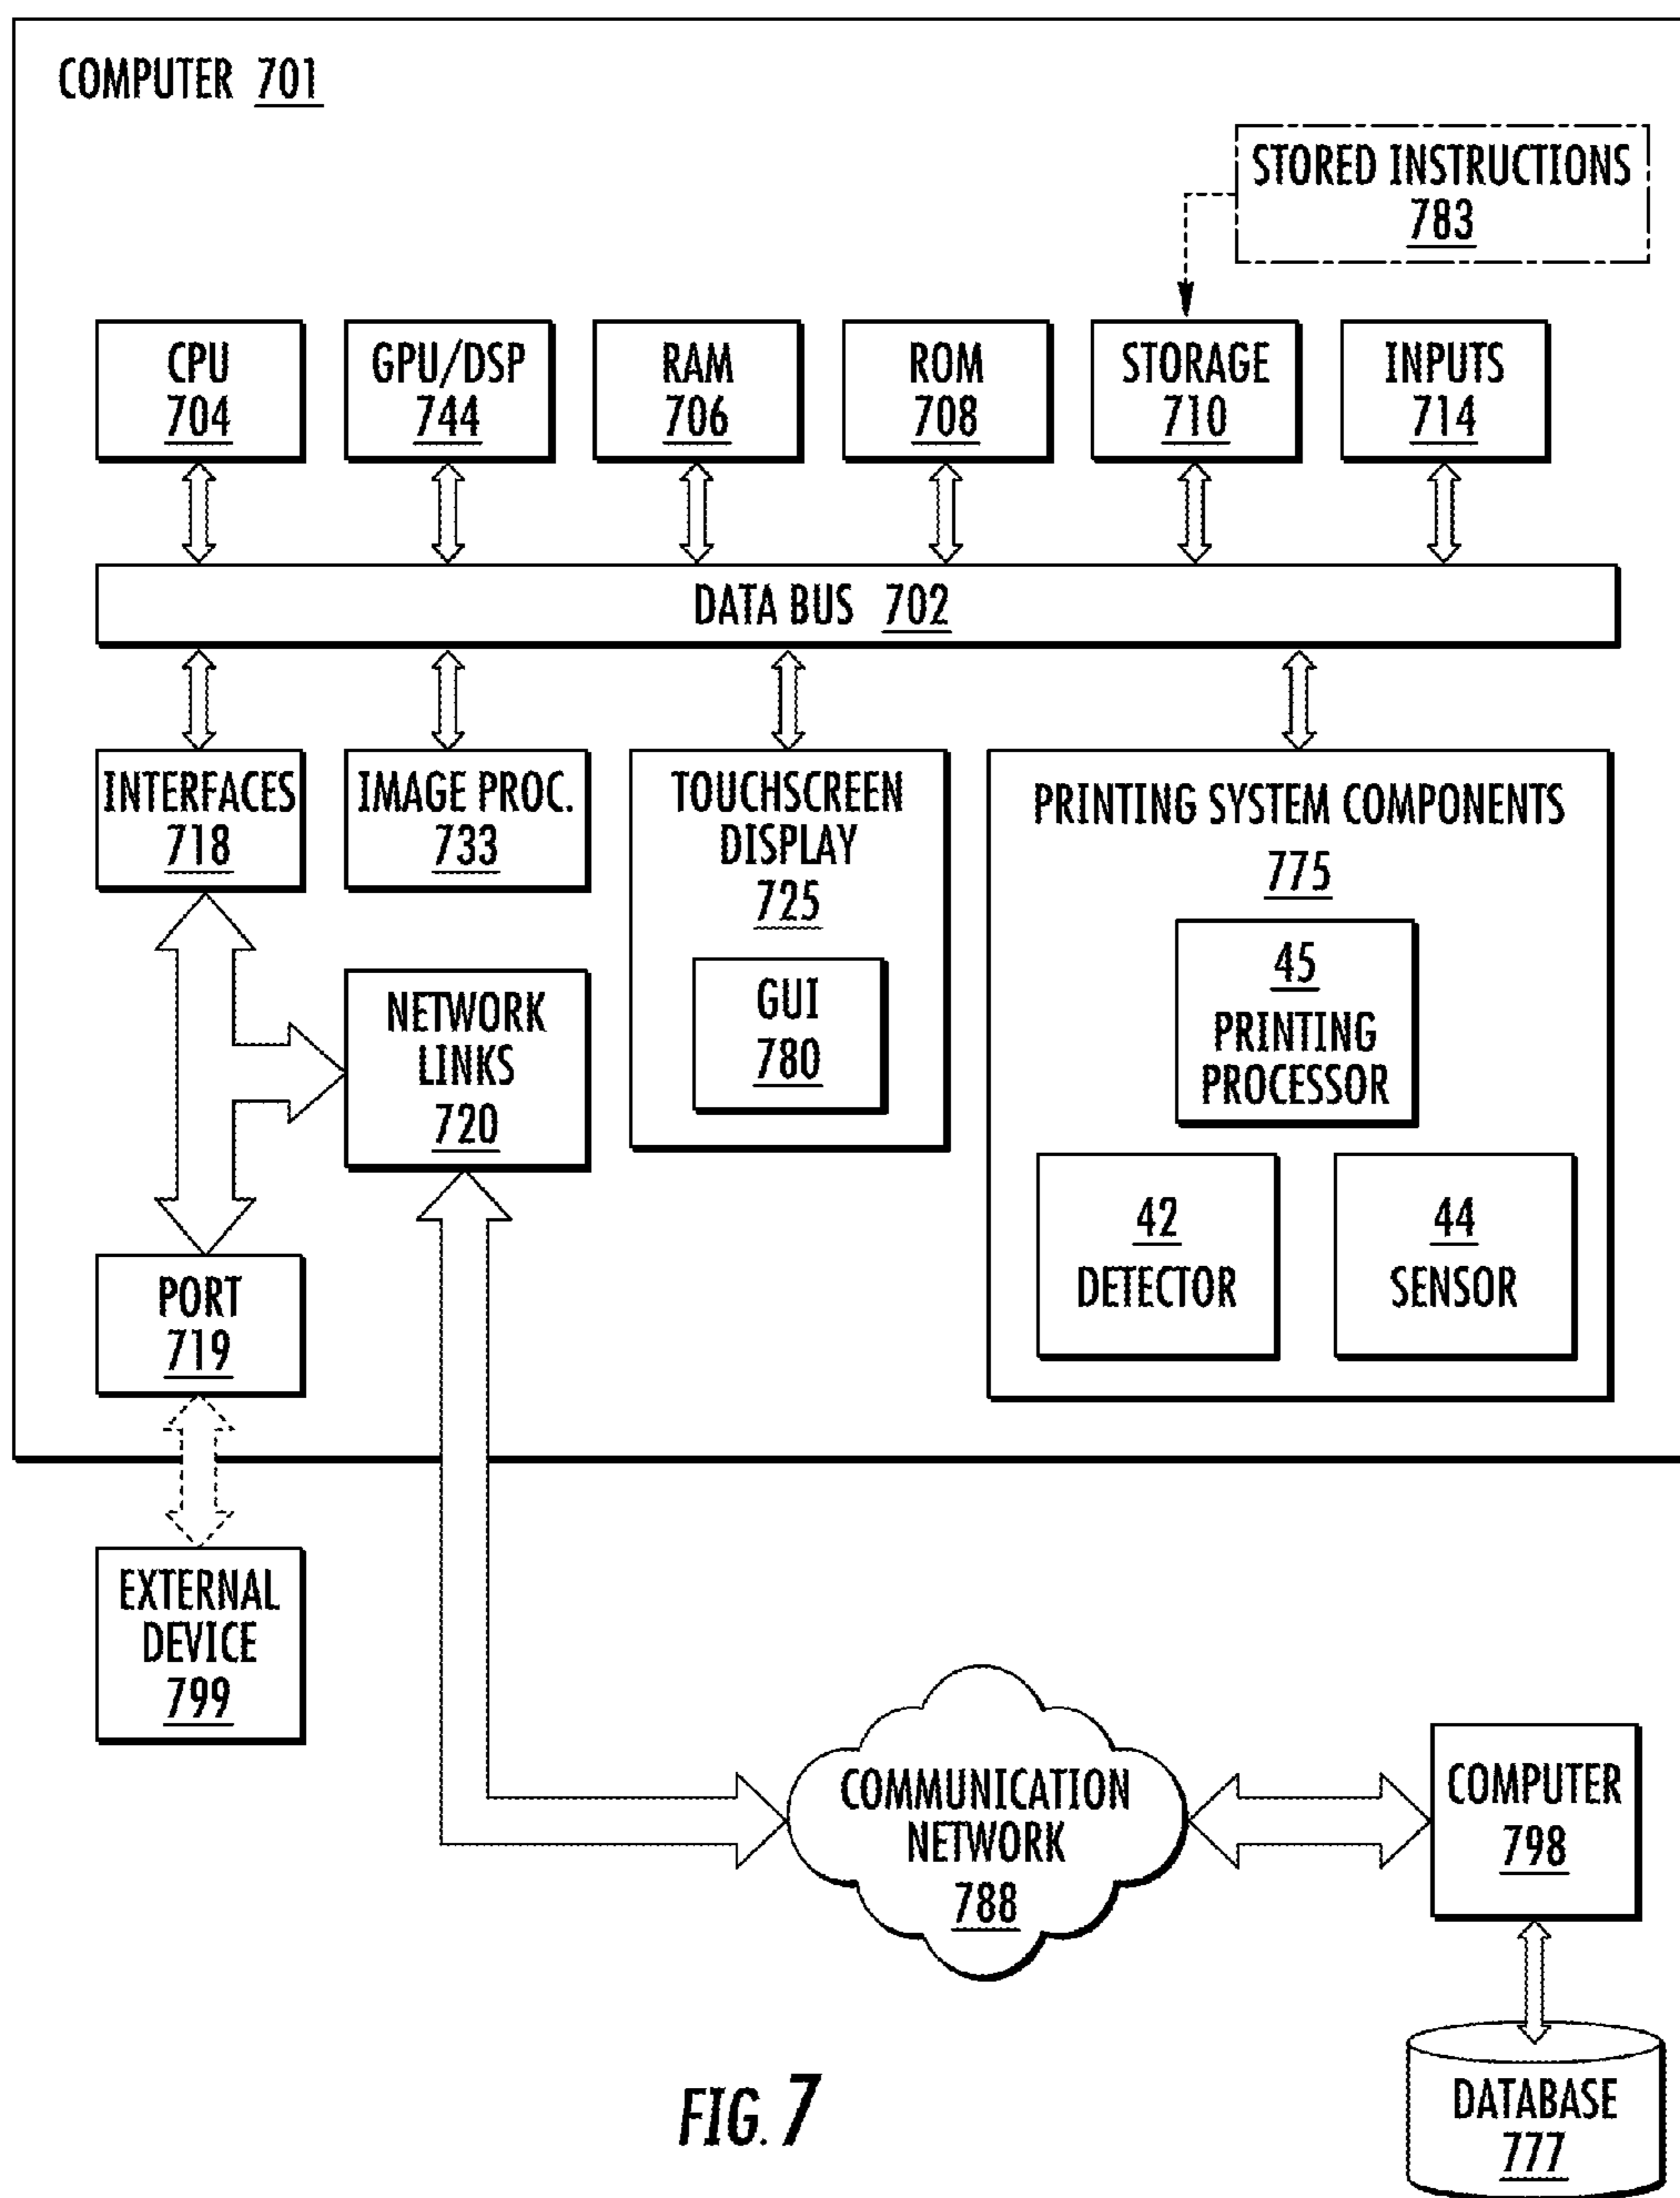 COMPUTER 701
STORED INSTRUCTIONS
783
CPU
704
GPU/DSP
744
RAM
706
ROM
708
STORAGE
710
INPUTS
714
DATA BUS 702
INTERFACES
718
IMAGE PROC.
733
TOUCHSCREEN
DISPLAY
725
GUI
780
PRINTING SYSTEM COMPONENTS
775
45
PRINTING
PROCESSOR
42
DETECTOR
44
SENSOR
NETWORK
LINKS
720
PORT
719
EXTERNAL
DEVICE
799
COMMUNICATION
NETWORK
788
COMPUTER
798
DATABASE
777
FIG. 7